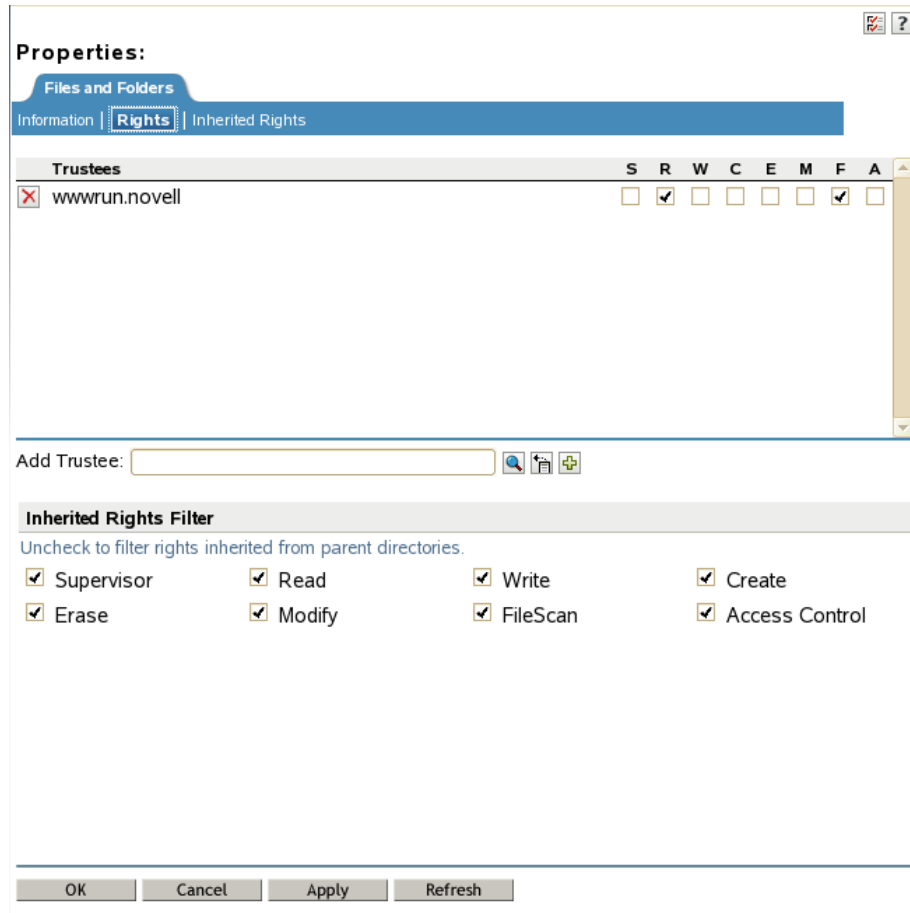 ?
Properties:
Files and Folders
Information | Rights | Inherited Rights
Trustees S R W C E M F A
wwwrun.novell
Add Trustee:
Inherited Rights Filter
Uncheck to filter rights inherited from parent directories.
Supervisor Read Write Create
Erase Modify FileScan Access Control
OK Cancel Apply Refresh